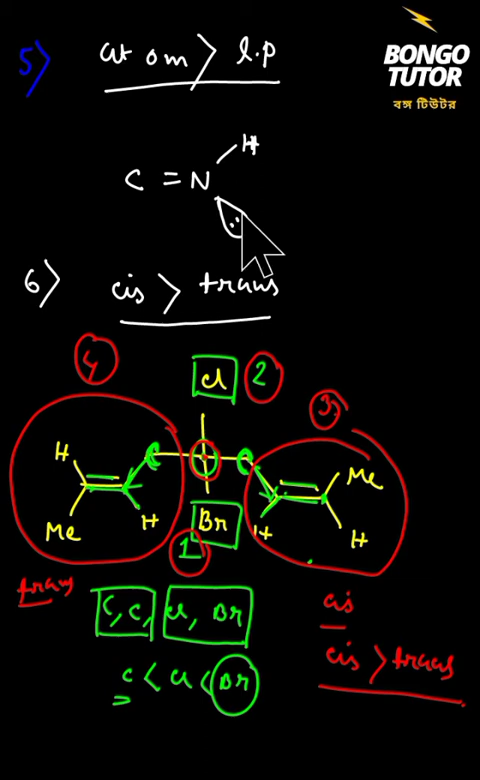 5) atom > l.p
BONGO
TUTOR
বঙ্গ টিউটর
H
C = N
:
6) cis > trans
4
Cl 2
3
H C C Me
Me H Br H H
1
trans
C, C, Cl, Br
cis
C < Cl < Br
cis > trans